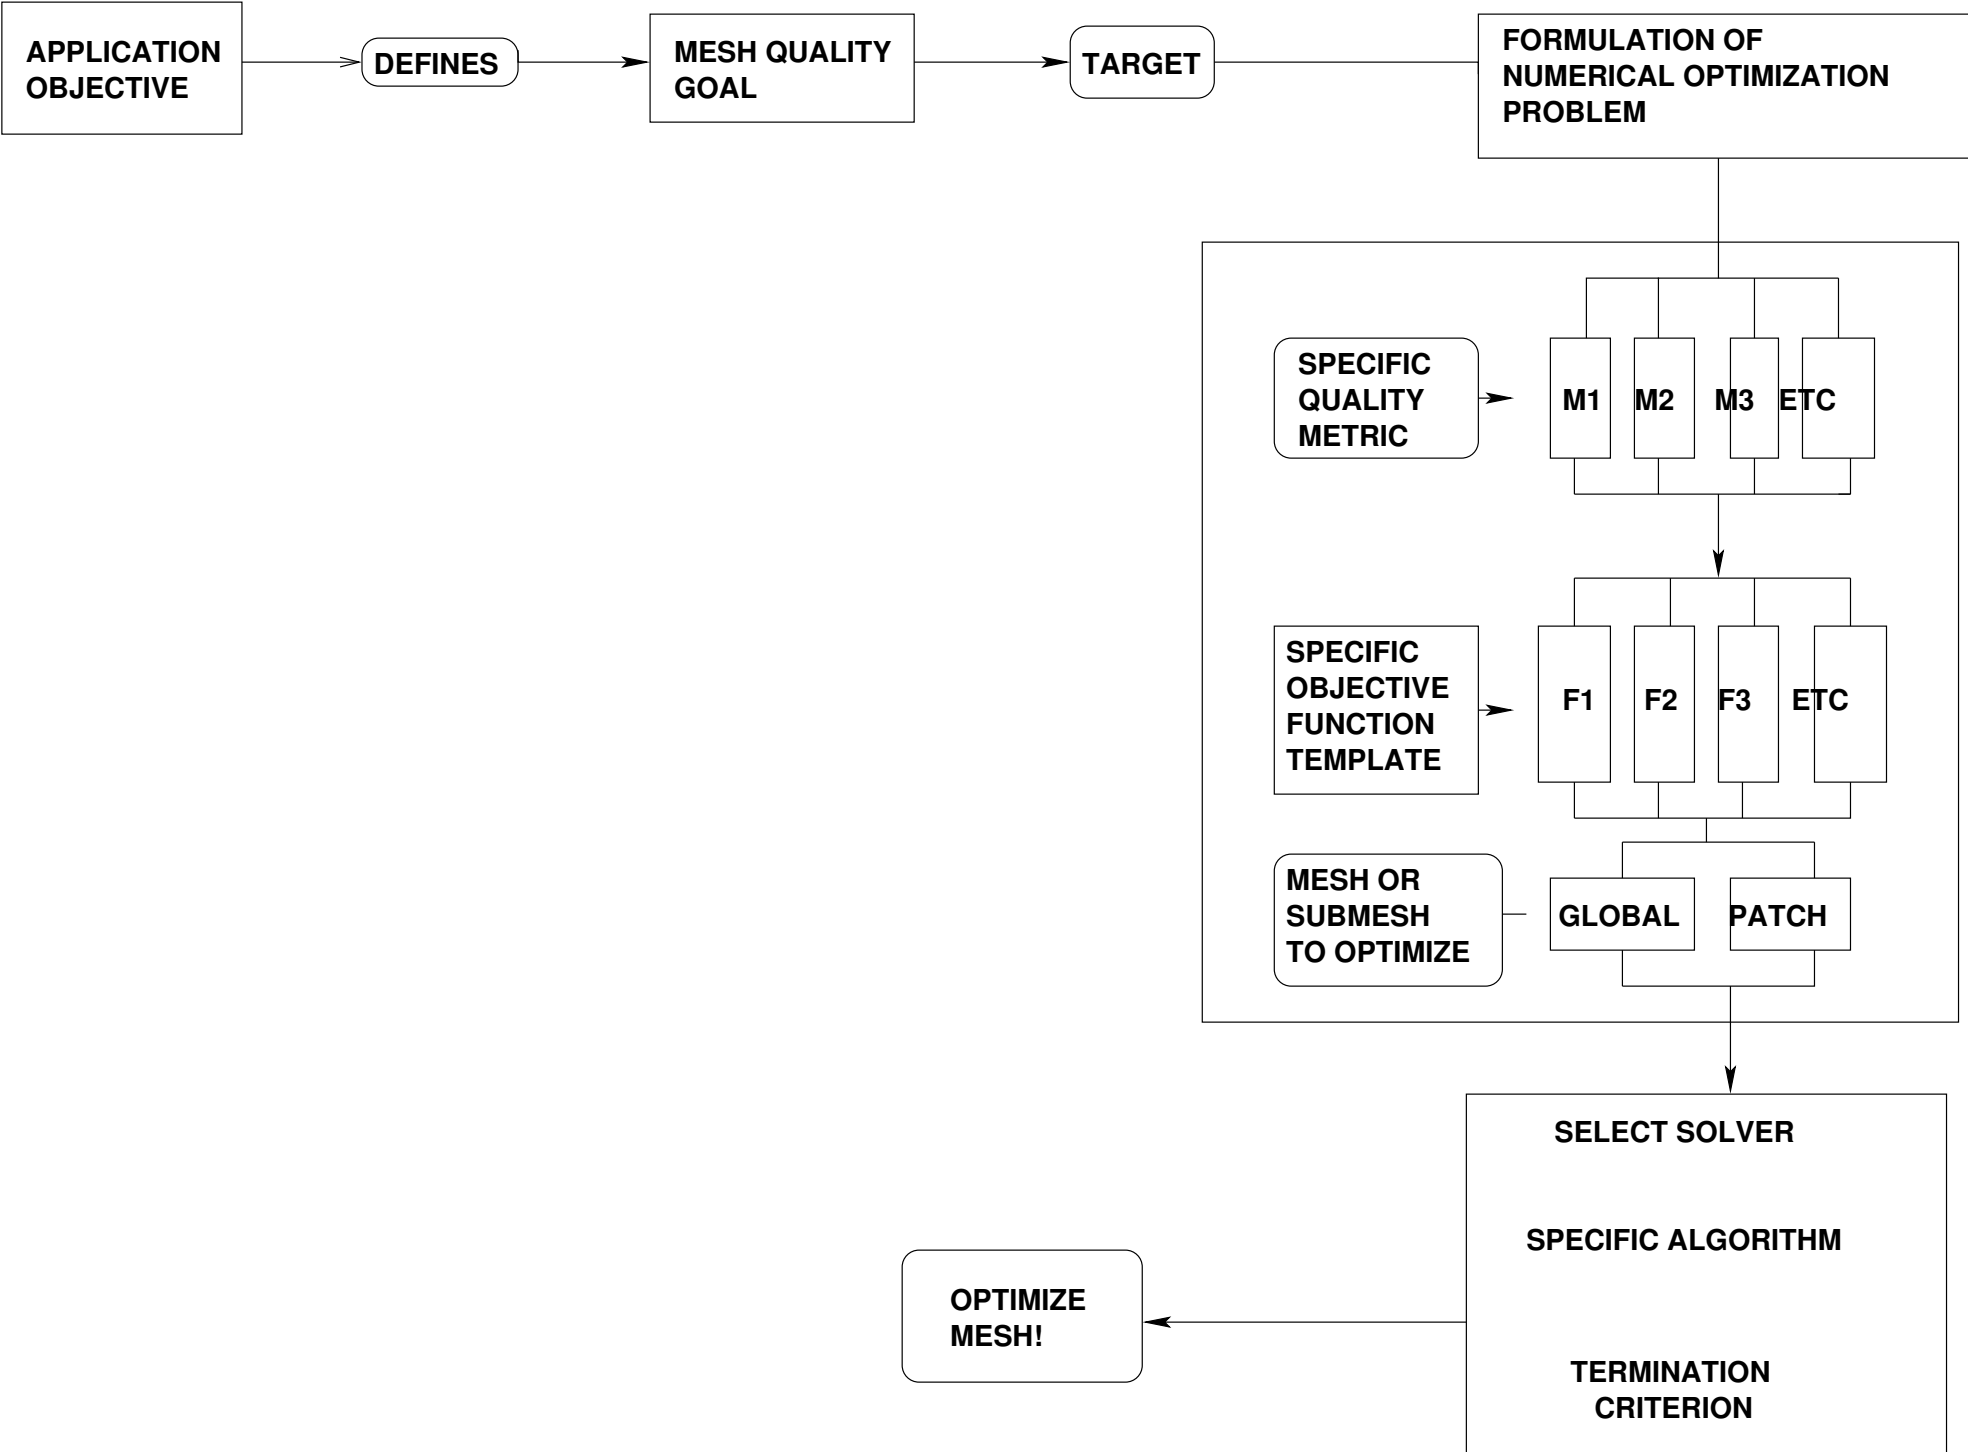 APPLICATION
OBJECTIVE
DEFINES
MESH QUALITY
GOAL
TARGET
FORMULATION OF
NUMERICAL OPTIMIZATION
PROBLEM
SPECIFIC
QUALITY
METRIC
M1
M2
M3
ETC
SPECIFIC
OBJECTIVE
FUNCTION
TEMPLATE
F1
F2
F3
ETC
MESH OR
SUBMESH
TO OPTIMIZE
GLOBAL
PATCH
SELECT SOLVER
SPECIFIC ALGORITHM
TERMINATION
CRITERION
OPTIMIZE
MESH!